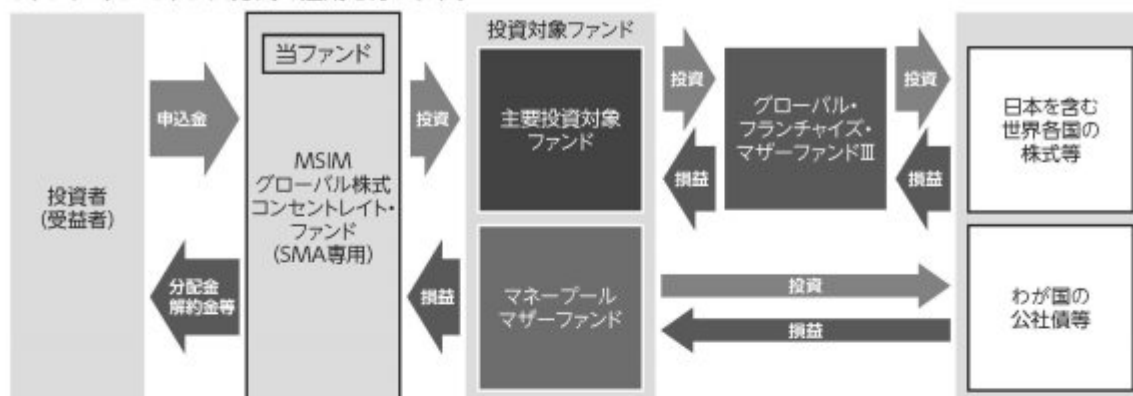 投資対象ファンド
当ファンド
申込金
投資
投資
投資
主要投資対象
ファンド
グローバル・
フランチャイズ・
マザーファンドⅢ
日本を含む
世界各国の
株式等
MSIM
グローバル株式
コンセントレイト・
ファンド
(SMA専用)
投資者
(受益者)
損益
損益
分配金
解約金等
損益
マネープール
マザーファンド
投資
損益
わが国の
公社債等